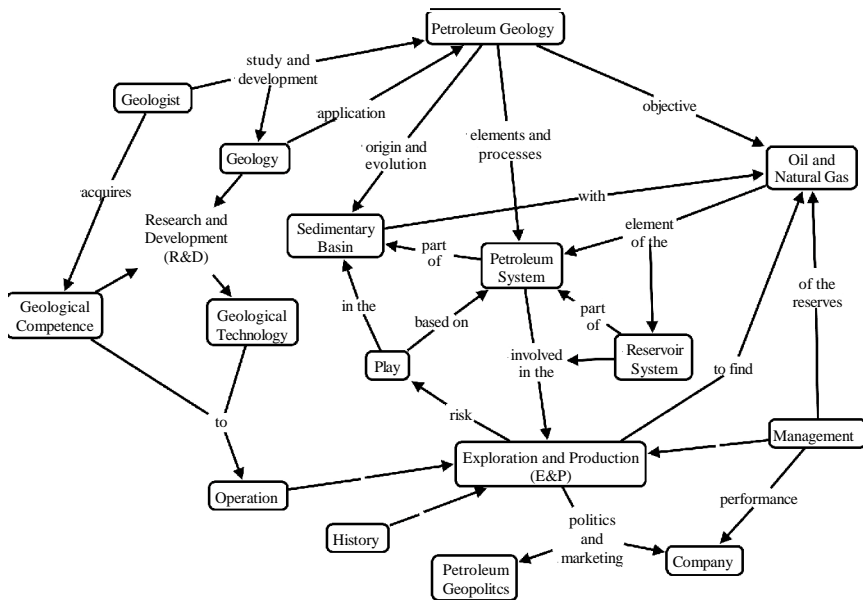 Petroleum Geology
study and
development
Geologist
application
objective
origin and
evolution
elements and
processes
Geology
Oil and
Natural Gas
acquires
with
Research and
Development
(R&D)
Sedimentary
Basin
part
of
Petroleum
System
element
of the
of the
reserves
Geological
Competence
Geological
Technology
in the
based on
part
of
Play
involved
in the
Reservoir
System
to find
risk
to
Management
Exploration and Production
(E&P)
Operation
performance
History
politics
and
marketing
Petroleum
Geopolitcs
Company